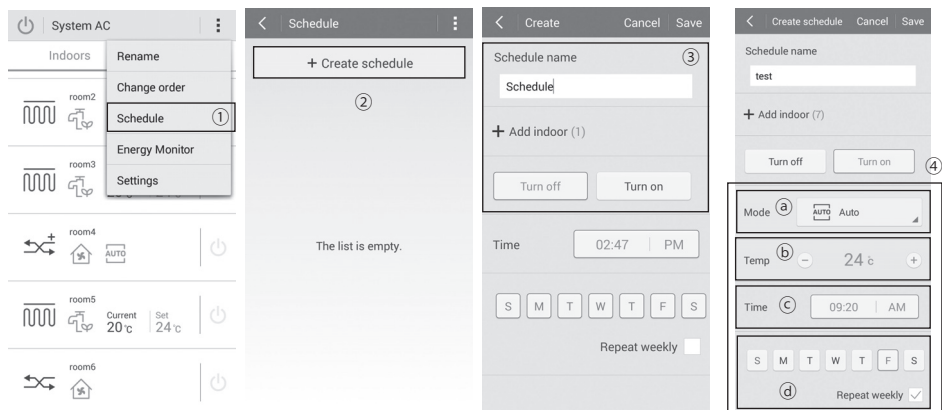 System AC
Indoors
Rename
Change order
Schedule ①
Energy Monitor
Settings
room2
room3
room4
AUTO
room5
Current
20°c
Set
24°c
room6
Schedule
+ Create schedule
②
The list is empty.
Create Cancel Save
Schedule name ③
Schedule
+ Add indoor (1)
Turn off Turn on
Time 02:47 PM
S M T W T F S
Repeat weekly
Create schedule Cancel Save
Schedule name
test
+ Add indoor (7)
Turn off Turn on
④
Mode ⓐ AUTO Auto
Temp ⓑ − 24°c +
Time ⓒ 09:20 AM
S M T W T F S
ⓓ Repeat weekly